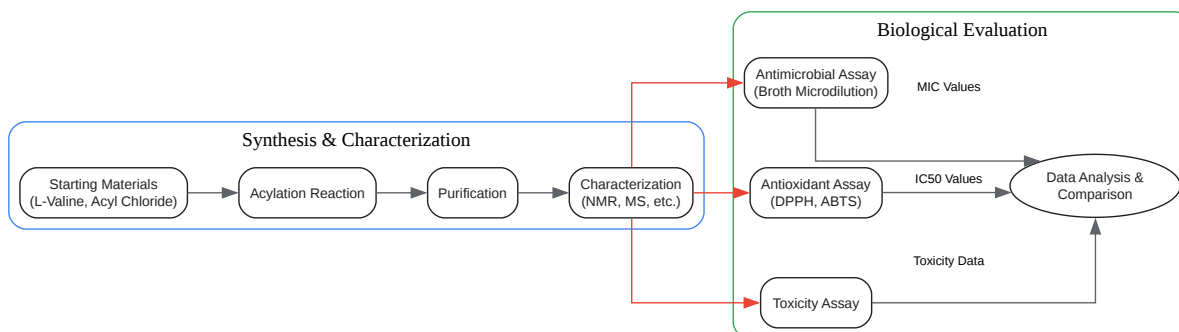 Biological Evaluation
Antimicrobial Assay
(Broth Microdilution)
MIC Values
Synthesis & Characterization
Starting Materials
(L-Valine, Acyl Chloride)
Acylation Reaction
Purification
Characterization
(NMR, MS, etc.)
Antioxidant Assay
(DPPH, ABTS)
IC50 Values
Data Analysis &
Comparison
Toxicity Data
Toxicity Assay